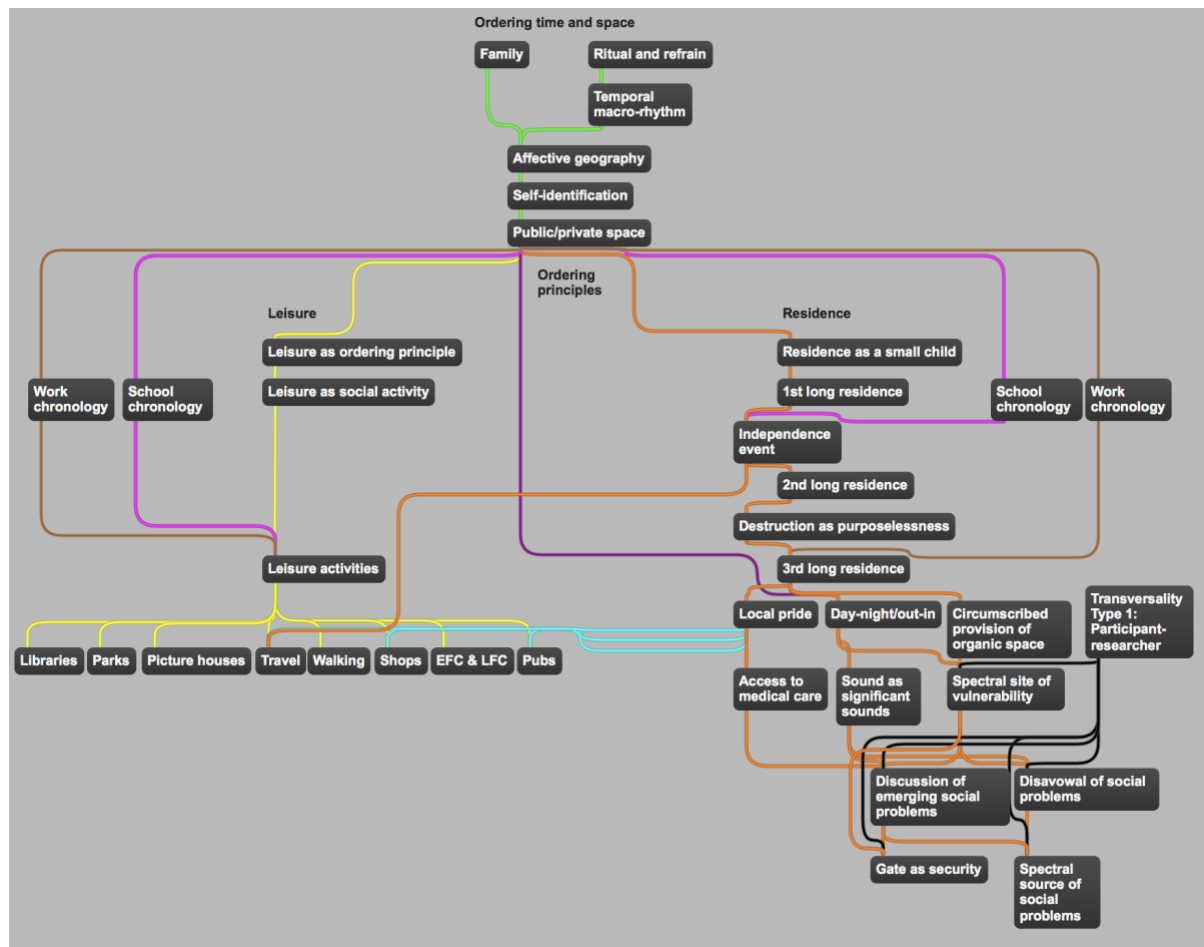 Ordering time and space
Family
Ritual and refrain
Temporal
macro-rhythm
Affective geography
Self-identification
Public/private space
Ordering
principles
Leisure
Residence
Leisure as ordering principle
Residence as a small child
Work
chronology
School
chronology
Leisure as social activity
1st long residence
School
chronology
Work
chronology
Independence
event
2nd long residence
Destruction as purposelessness
Leisure activities
3rd long residence
Local pride
Day-night/out-in
Circumscribed
provision of
organic space
Transversality
Type 1:
Participant-
researcher
Libraries
Parks
Picture houses
Travel
Walking
Shops
EFC & LFC
Pubs
Access to
medical care
Sound as
significant
sounds
Spectral site of
vulnerability
Discussion of
emerging social
problems
Disavowal of social
problems
Gate as security
Spectral
source of
social
problems